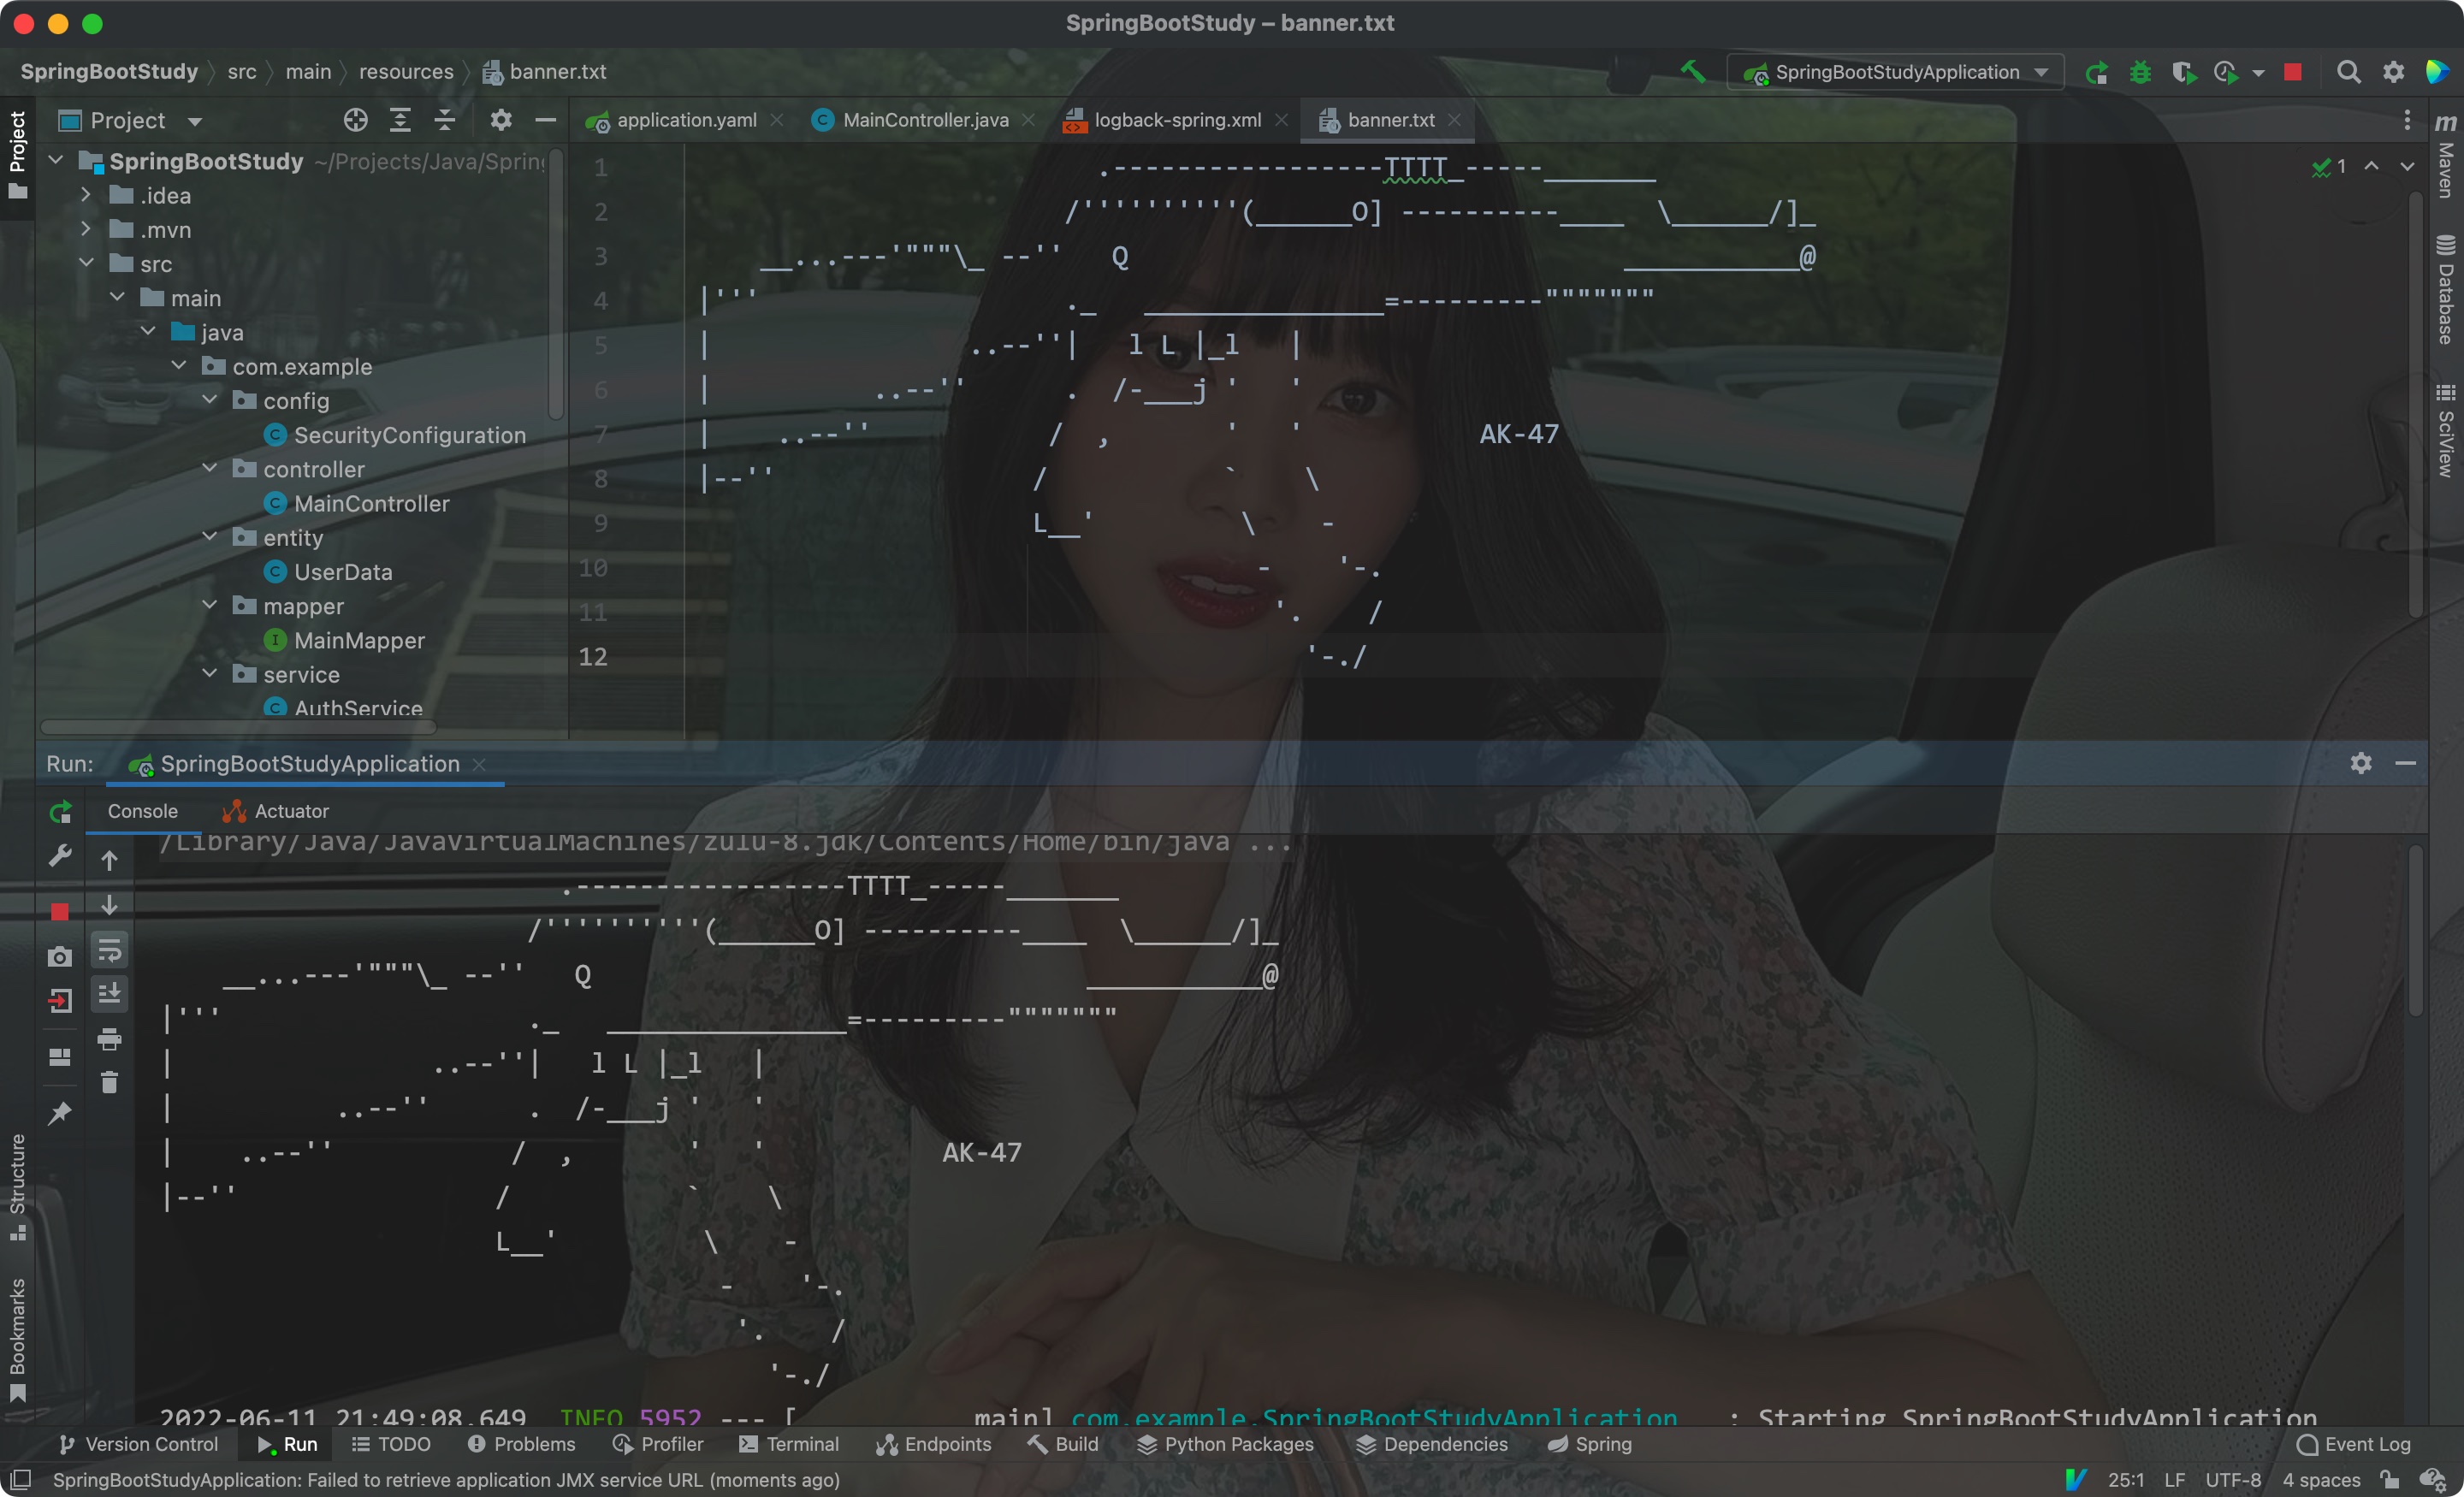 SpringBootStudy – banner.txt
SpringBootStudy src main resources banner.txt
SpringBootStudyApplication
Project
application.yaml MainController.java logback-spring.xml banner.txt
Project
SpringBootStudy ~/Projects/Java/Spring
.idea
.mvn
src
main
java
com.example
config
SecurityConfiguration
controller
MainController
entity
UserData
mapper
MainMapper
service
AuthService
1                           .-----------------TTTT_-----_______
2                         /''''''''''(______O] ----------____  \______/]_
3      __...---'"""\_ --''   Q                               ___________@
4  |'''                   ._   _______________=---------"""""""
5  |                ..--''|   l L |_l   |
6  |          ..--''      .  /-___j '   '
7  |    ..--''           /  ,       '   '           AK-47
8  |--''                /           `    \
9                       L__'         \    -
10                                    -    '-.
11                                     '.    /
12                                       '-./
1
m Maven
Database
SciView
Run: SpringBootStudyApplication
Console Actuator
/Library/Java/JavaVirtualMachines/zulu-8.jdk/Contents/Home/bin/java ...
                         .-----------------TTTT_-----_______
                       /''''''''''(______O] ----------____  \______/]_
    __...---'"""\_ --''   Q                               ___________@
|'''                   ._   _______________=---------"""""""
|                ..--''|   l L |_l   |
|          ..--''      .  /-___j '   '
|    ..--''           /  ,       '   '           AK-47
|--''                /           `    \
                     L__'         \    -
                                   -    '-.
                                    '.    /
                                      '-./
2022-06-11 21:49:08.649  INFO 5952 --- [           main] com.example.SpringBootStudyApplication   : Starting SpringBootStudyApplication
Structure
Bookmarks
Version Control Run TODO Problems Profiler Terminal Endpoints Build Python Packages Dependencies Spring Event Log
SpringBootStudyApplication: Failed to retrieve application JMX service URL (moments ago) 25:1 LF UTF-8 4 spaces